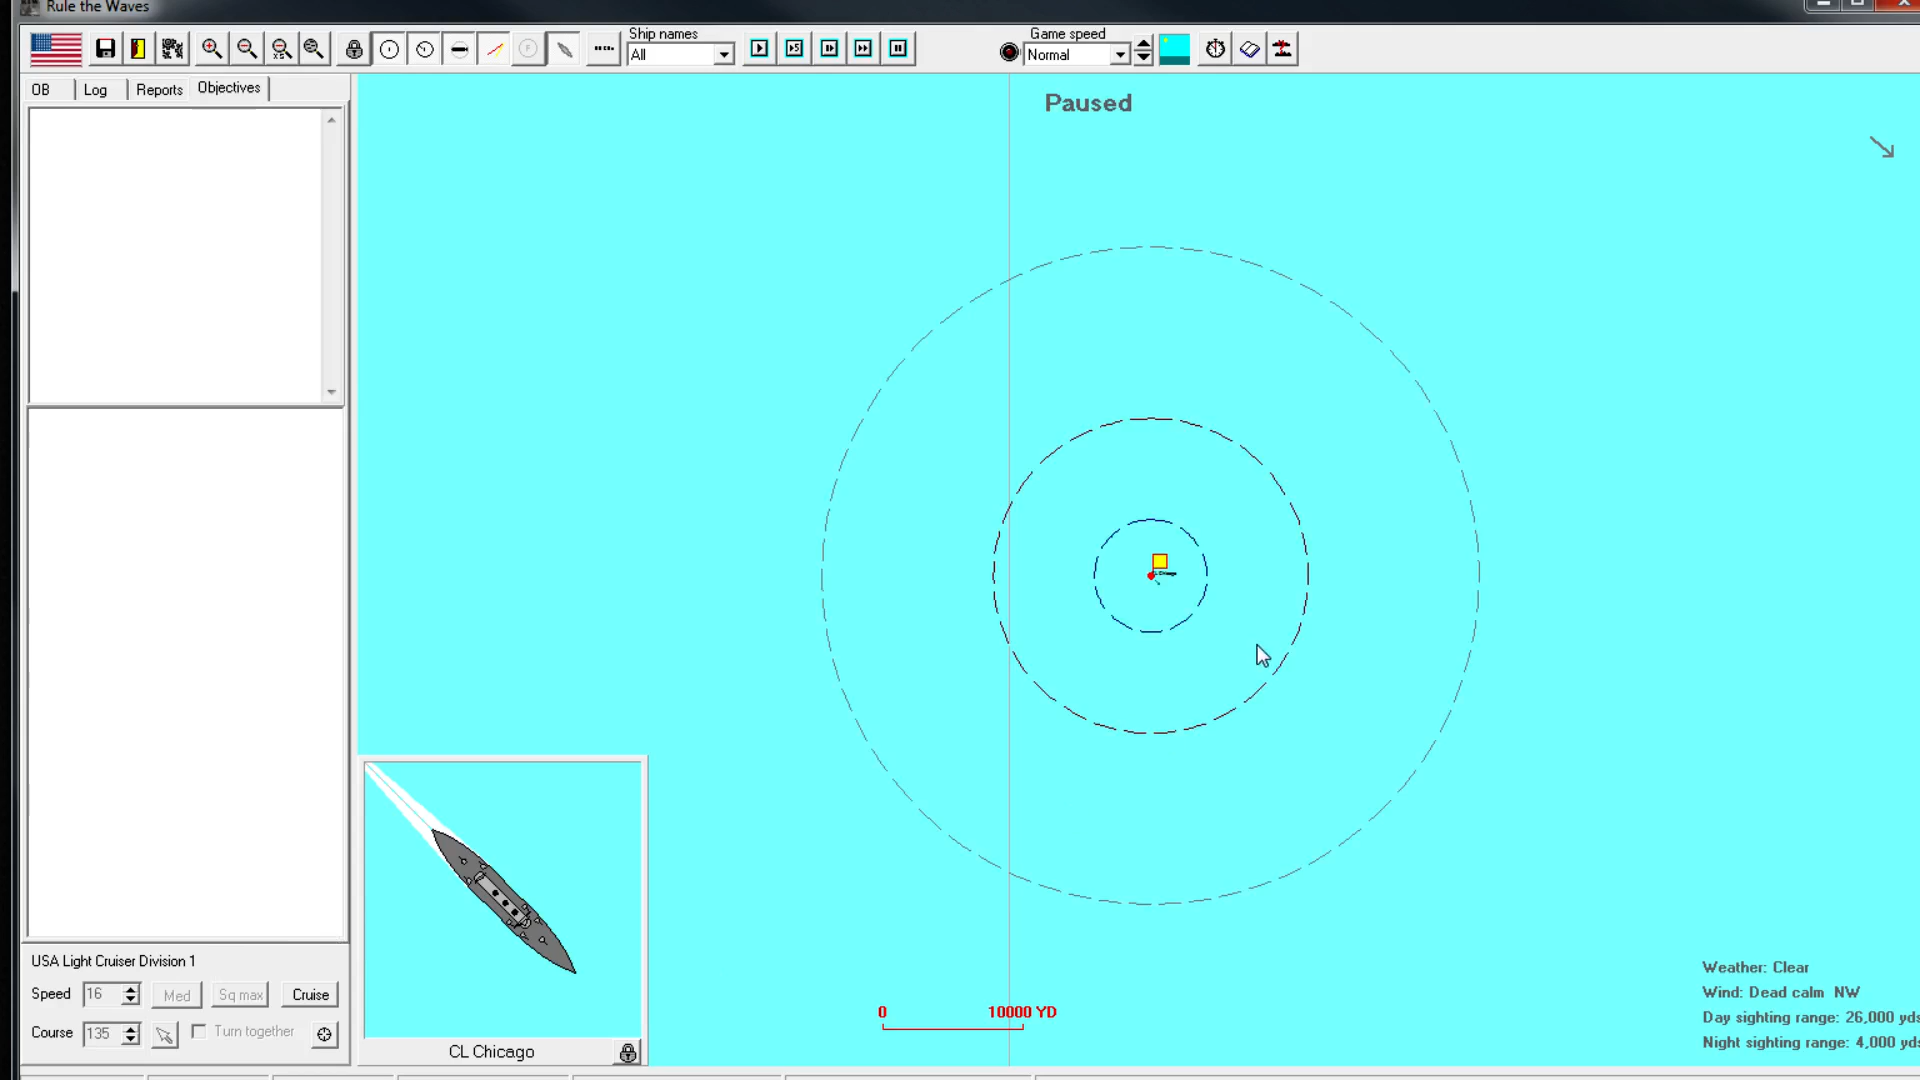 Rule the Waves
Ship names
All
Game speed
Normal
OB
Log
Reports
Objectives
Paused
USA Light Cruiser Division 1
Speed
16
Med
Sq max
Cruise
Course
135
Turn together
CL Chicago
0
10000 YD
Weather: Clear
Wind: Dead calm NW
Day sighting range: 26,000 yds
Night sighting range: 4,000 yds